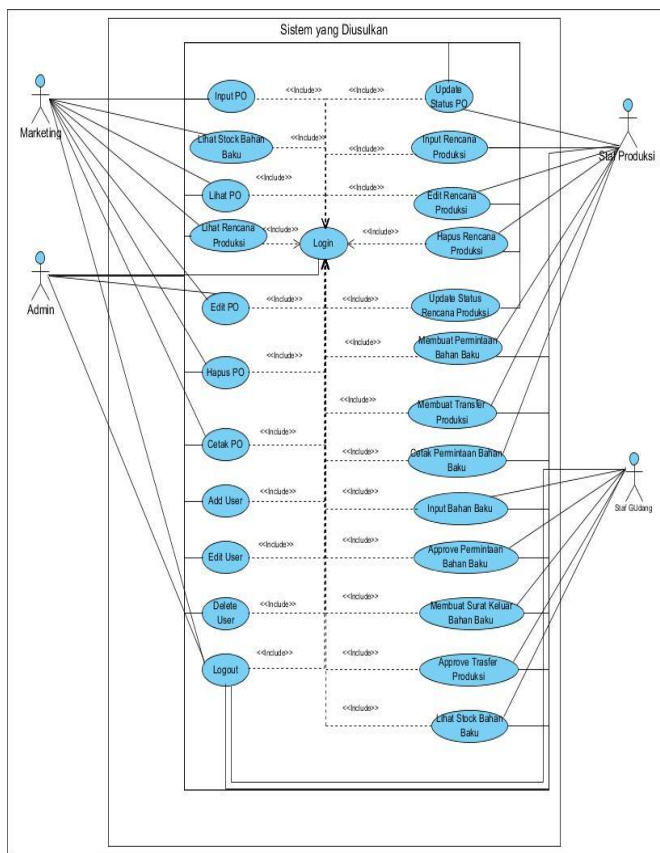 Sistem yang Diusulkan
Marketing
Admin
Staf Produksi
Staf GUdang
Input PO
<<Include>>
<<Include>>
Update
Status PO
Lihat Stock Bahan
Baku
<<Include>>
<<Include>>
Input Rencana
Produksi
Lihat PO
<<Include>>
<<Include>>
Edit Rencana
Produksi
Lihat Rencana
Produksi
<<Include>>
Login
<<Include>>
Hapus Rencana
Produksi
Edit PO
<<Include>>
<<Include>>
Update Status
Rencana Produksi
Hapus PO
<<Include>>
<<Include>>
Membuat Permintaan
Bahan Baku
<<Include>>
Membuat Transfer
Produksi
Cetak PO
<<Include>>
<<Include>>
Cetak Permintaan Bahan
Baku
Add User
<<Include>>
<<Include>>
Input Bahan Baku
Edit User
<<Include>>
<<Include>>
Approve Permintaan
Bahan Baku
Delete
User
<<Include>>
<<Include>>
Membuat Surat Keluar
Bahan Baku
Logout
<<Include>>
<<Include>>
Approve Trasfer
Produksi
<<Include>>
Lihat Stock Bahan
Baku